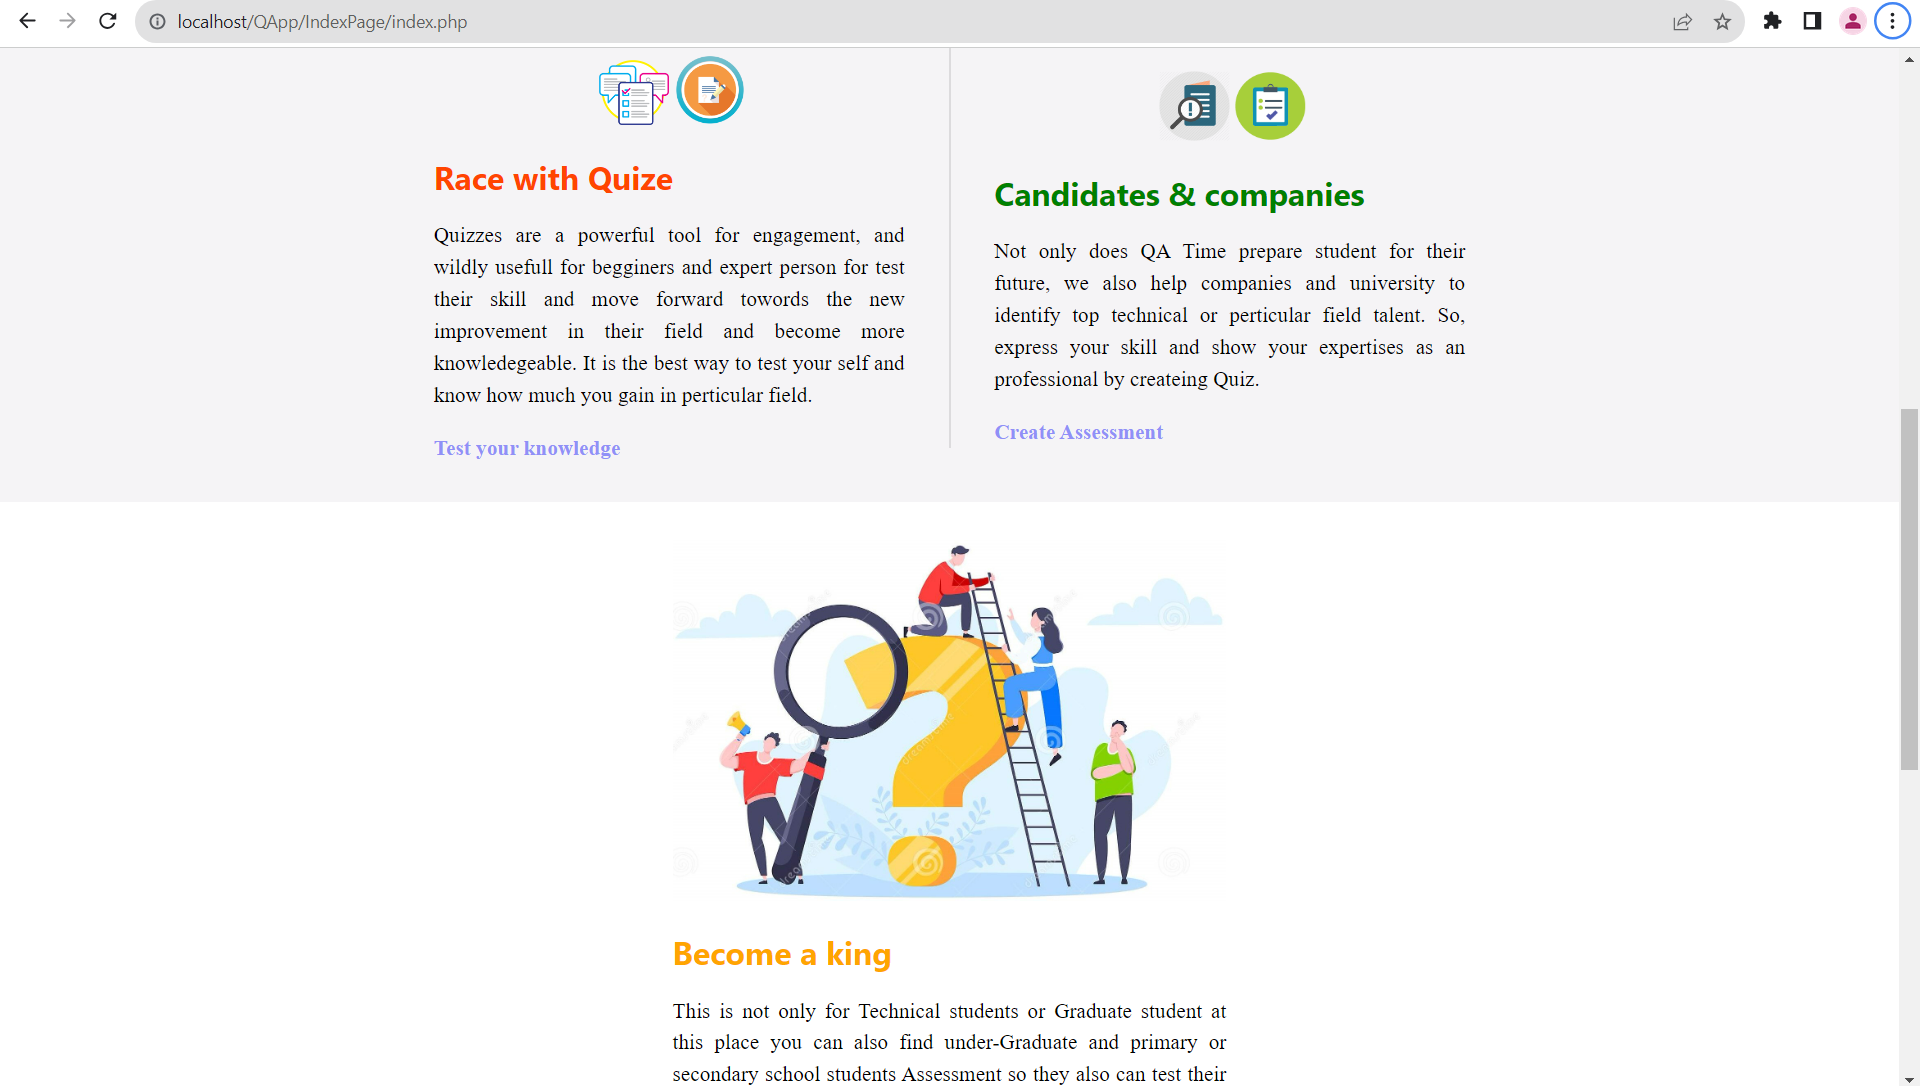 localhost/QApp/IndexPage/index.php
Race with Quize
Quizzes are a powerful tool for engagement, and
wildly usefull for begginers and expert person for test
their skill and move forward towords the new
improvement in their field and become more
knowledegeable. It is the best way to test your self and
know how much you gain in perticular field.
Test your knowledge
Candidates & companies
Not only does QA Time prepare student for their
future, we also help companies and university to
identify top technical or perticular field talent. So,
express your skill and show your expertises as an
professional by createing Quiz.
Create Assessment
Become a king
This is not only for Technical students or Graduate student at
this place you can also find under-Graduate and primary or
secondary school students Assessment so they also can test their